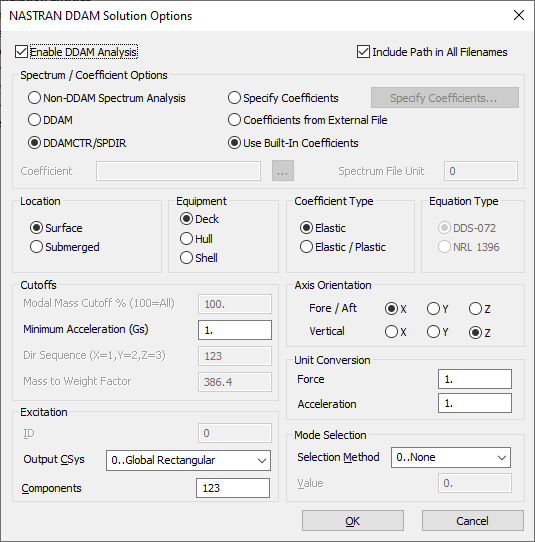 NASTRAN DDAM Solution Options
Enable DDAM Analysis Include Path in All Filenames
Spectrum / Coefficient Options
Non-DDAM Spectrum Analysis Specify Coefficients Specify Coefficients...
DDAM Coefficients from External File
DDAMCTR/SPDIR Use Built-In Coefficients
Coefficient ... Spectrum File Unit 0
Location Equipment Coefficient Type Equation Type
Surface Deck Elastic DDS-072
Submerged Hull Elastic / Plastic NRL 1396
Shell
Cutoffs Axis Orientation
Modal Mass Cutoff % (100=All) 100. Fore / Aft X Y Z
Minimum Acceleration (Gs) 1. Vertical X Y Z
Dir Sequence (X=1,Y=2,Z=3) 123 Unit Conversion
Mass to Weight Factor 386.4 Force 1.
Acceleration 1.
Excitation
ID 0 Mode Selection
Output CSys 0..Global Rectangular Selection Method 0..None
Components 123 Value 0.
OK Cancel